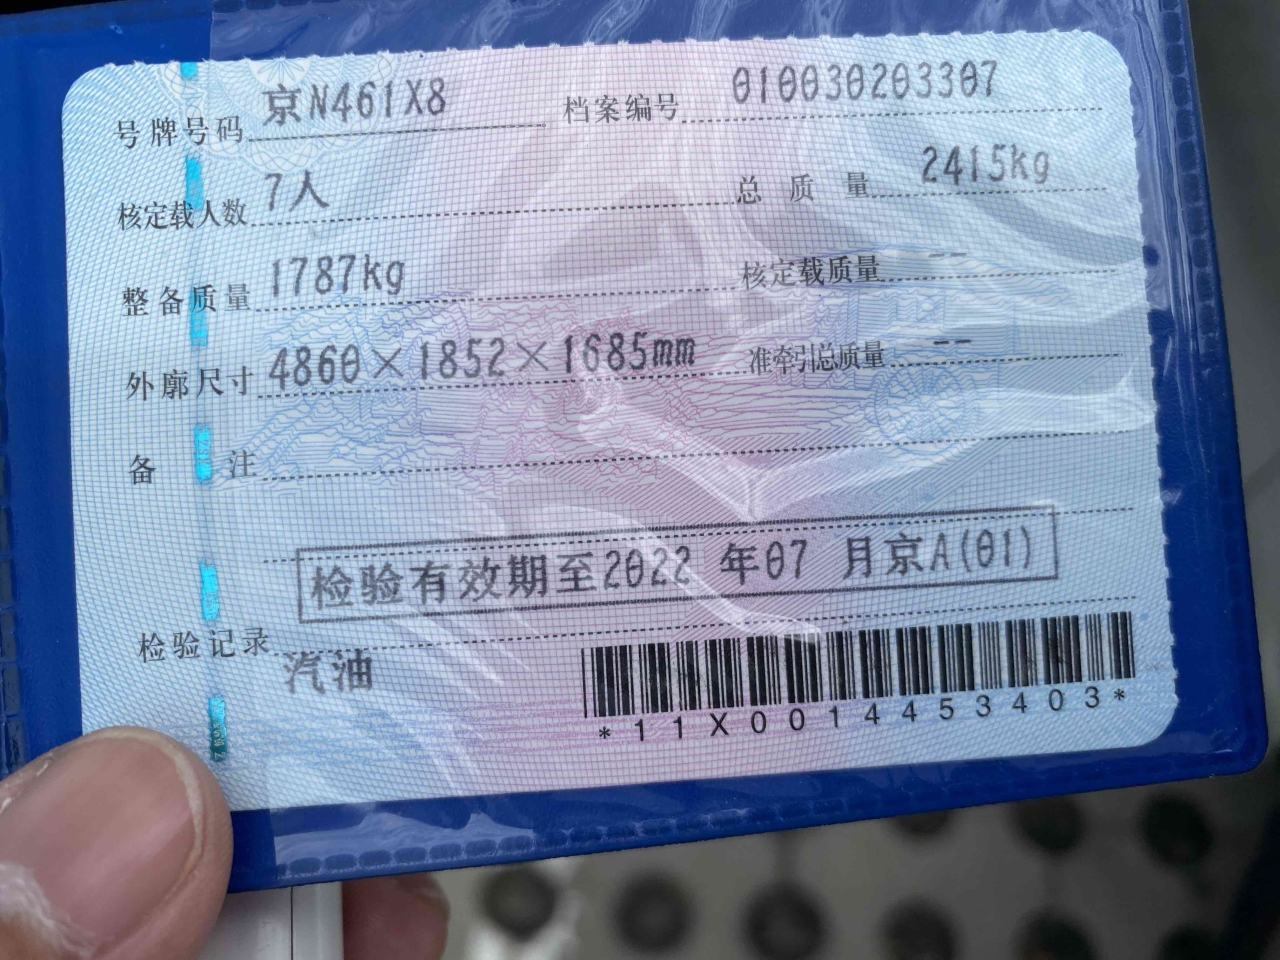 号牌号码 京N461X8 档案编号 010030203307
核定载人数 7人 总质量 2415kg
整备质量 1787kg 核定载质量 --
外廓尺寸 4860×1852×1685mm 准牵引总质量 --
备注
检验有效期至2022 年07 月京A(01)
检验记录
汽油
*11X0014453403*